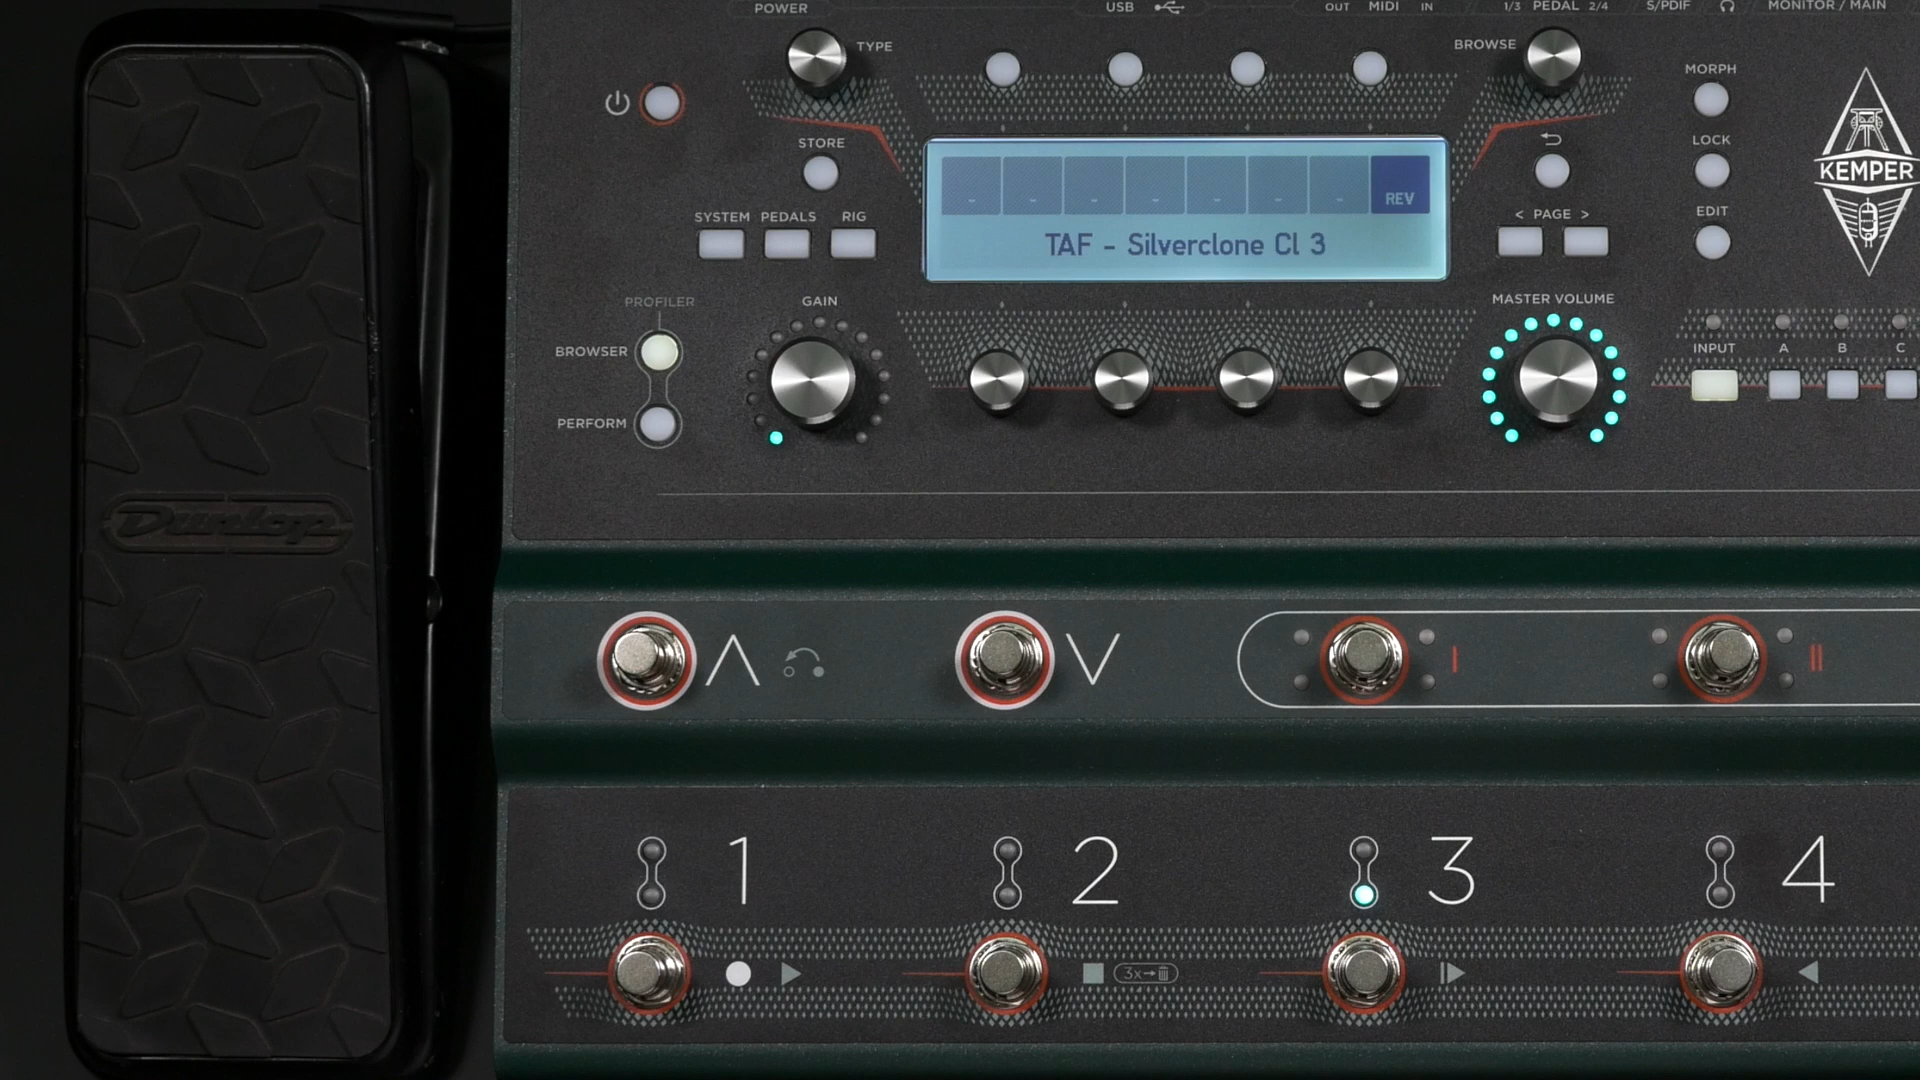 POWER
USB
OUT MIDI IN
1/3 PEDAL 2/4
S/PDIF
MONITOR / MAIN
TYPE
BROWSE
MORPH
STORE
LOCK
KEMPER
SYSTEM PEDALS RIG
REV
< PAGE >
EDIT
TAF - Silverclone Cl 3
PROFILER
GAIN
MASTER VOLUME
BROWSER
INPUT A B C
PERFORM
Dunlop
I
II
1
2
3
4
3x